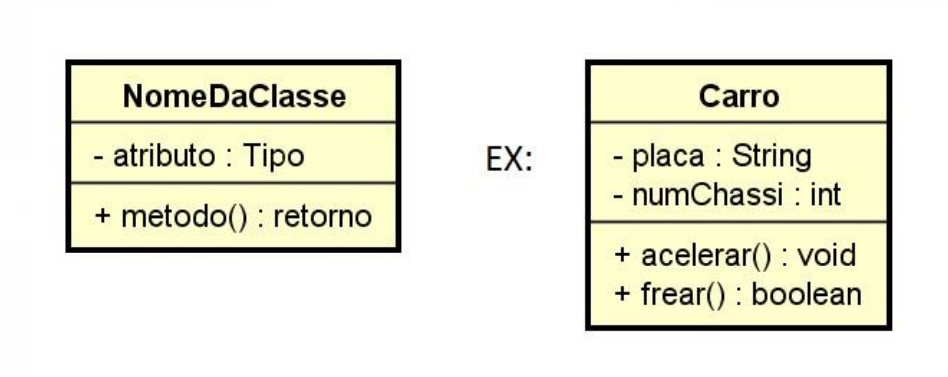 NomeDaClasse
- atributo : Tipo
+ metodo() : retorno
EX:
Carro
- placa : String
- numChassi : int
+ acelerar() : void
+ frear() : boolean